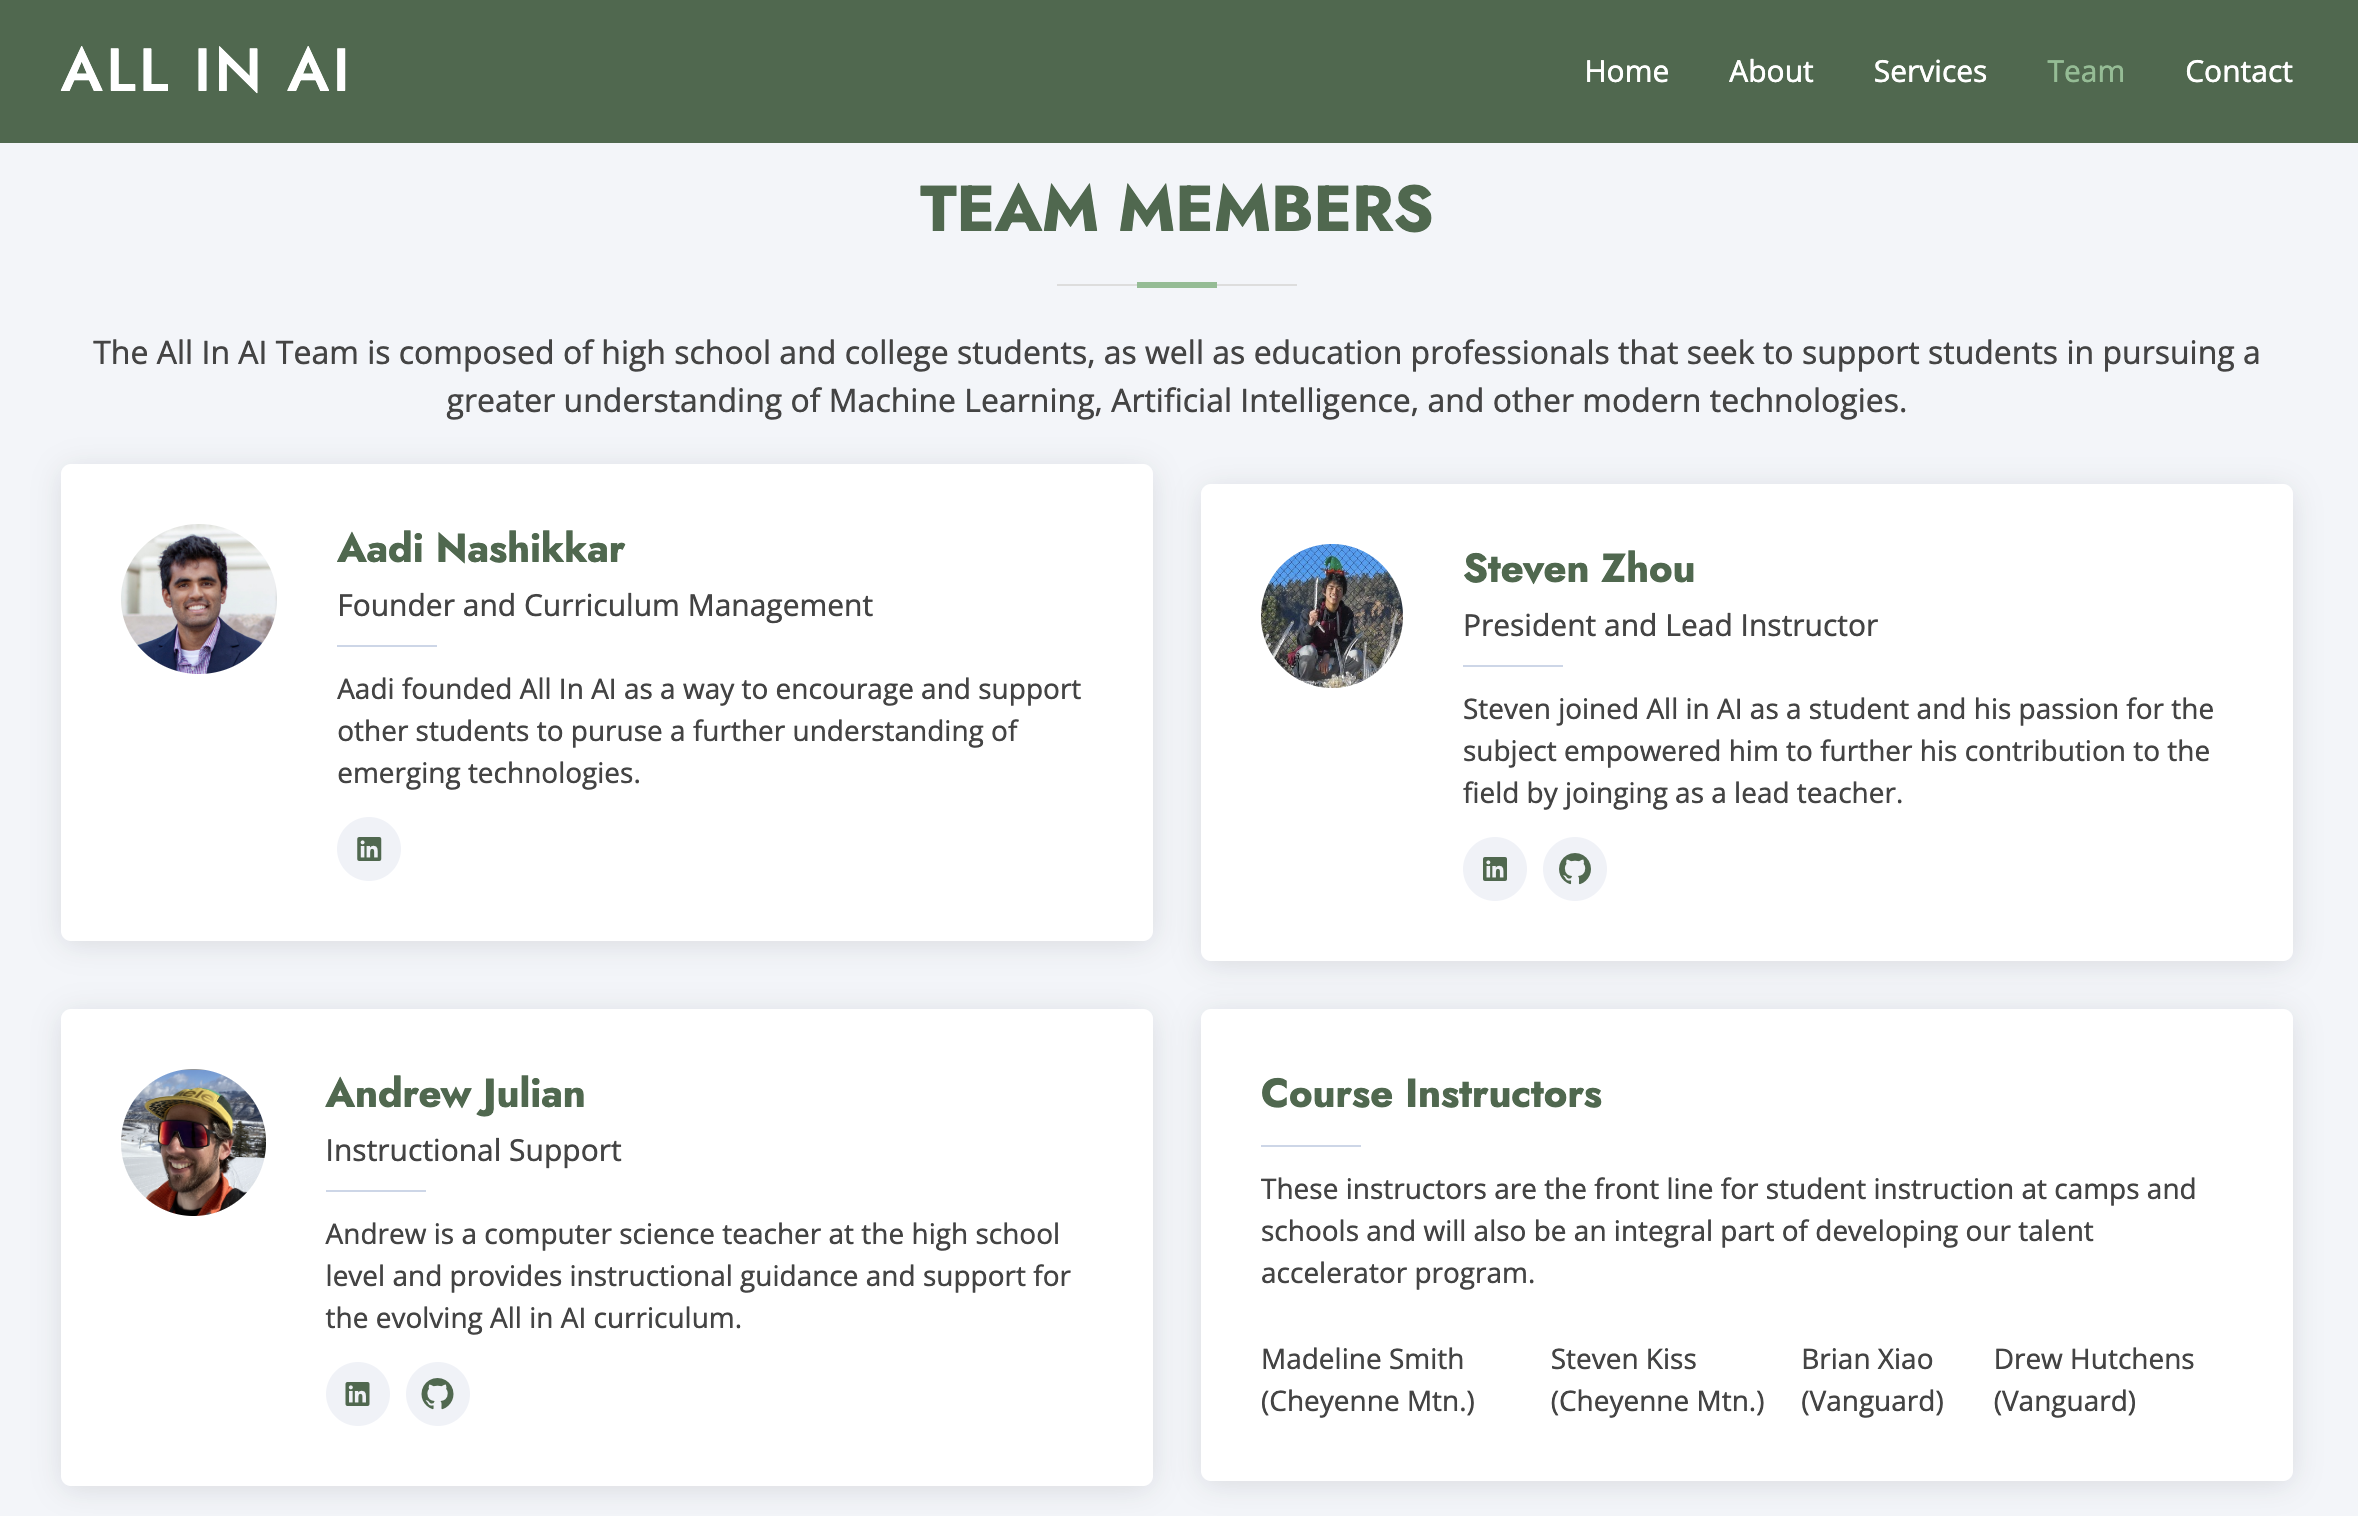 ALL IN AI
Home About Services Team Contact
TEAM MEMBERS
The All In AI Team is composed of high school and college students, as well as education professionals that seek to support students in pursuing a
greater understanding of Machine Learning, Artificial Intelligence, and other modern technologies.
Aadi Nashikkar
Founder and Curriculum Management
Aadi founded All In AI as a way to encourage and support
other students to puruse a further understanding of
emerging technologies.
in
Steven Zhou
President and Lead Instructor
Steven joined All in AI as a student and his passion for the
subject empowered him to further his contribution to the
field by joinging as a lead teacher.
in
Andrew Julian
Instructional Support
Andrew is a computer science teacher at the high school
level and provides instructional guidance and support for
the evolving All in AI curriculum.
in
Course Instructors
These instructors are the front line for student instruction at camps and
schools and will also be an integral part of developing our talent
accelerator program.
Madeline Smith Steven Kiss Brian Xiao Drew Hutchens
(Cheyenne Mtn.) (Cheyenne Mtn.) (Vanguard) (Vanguard)